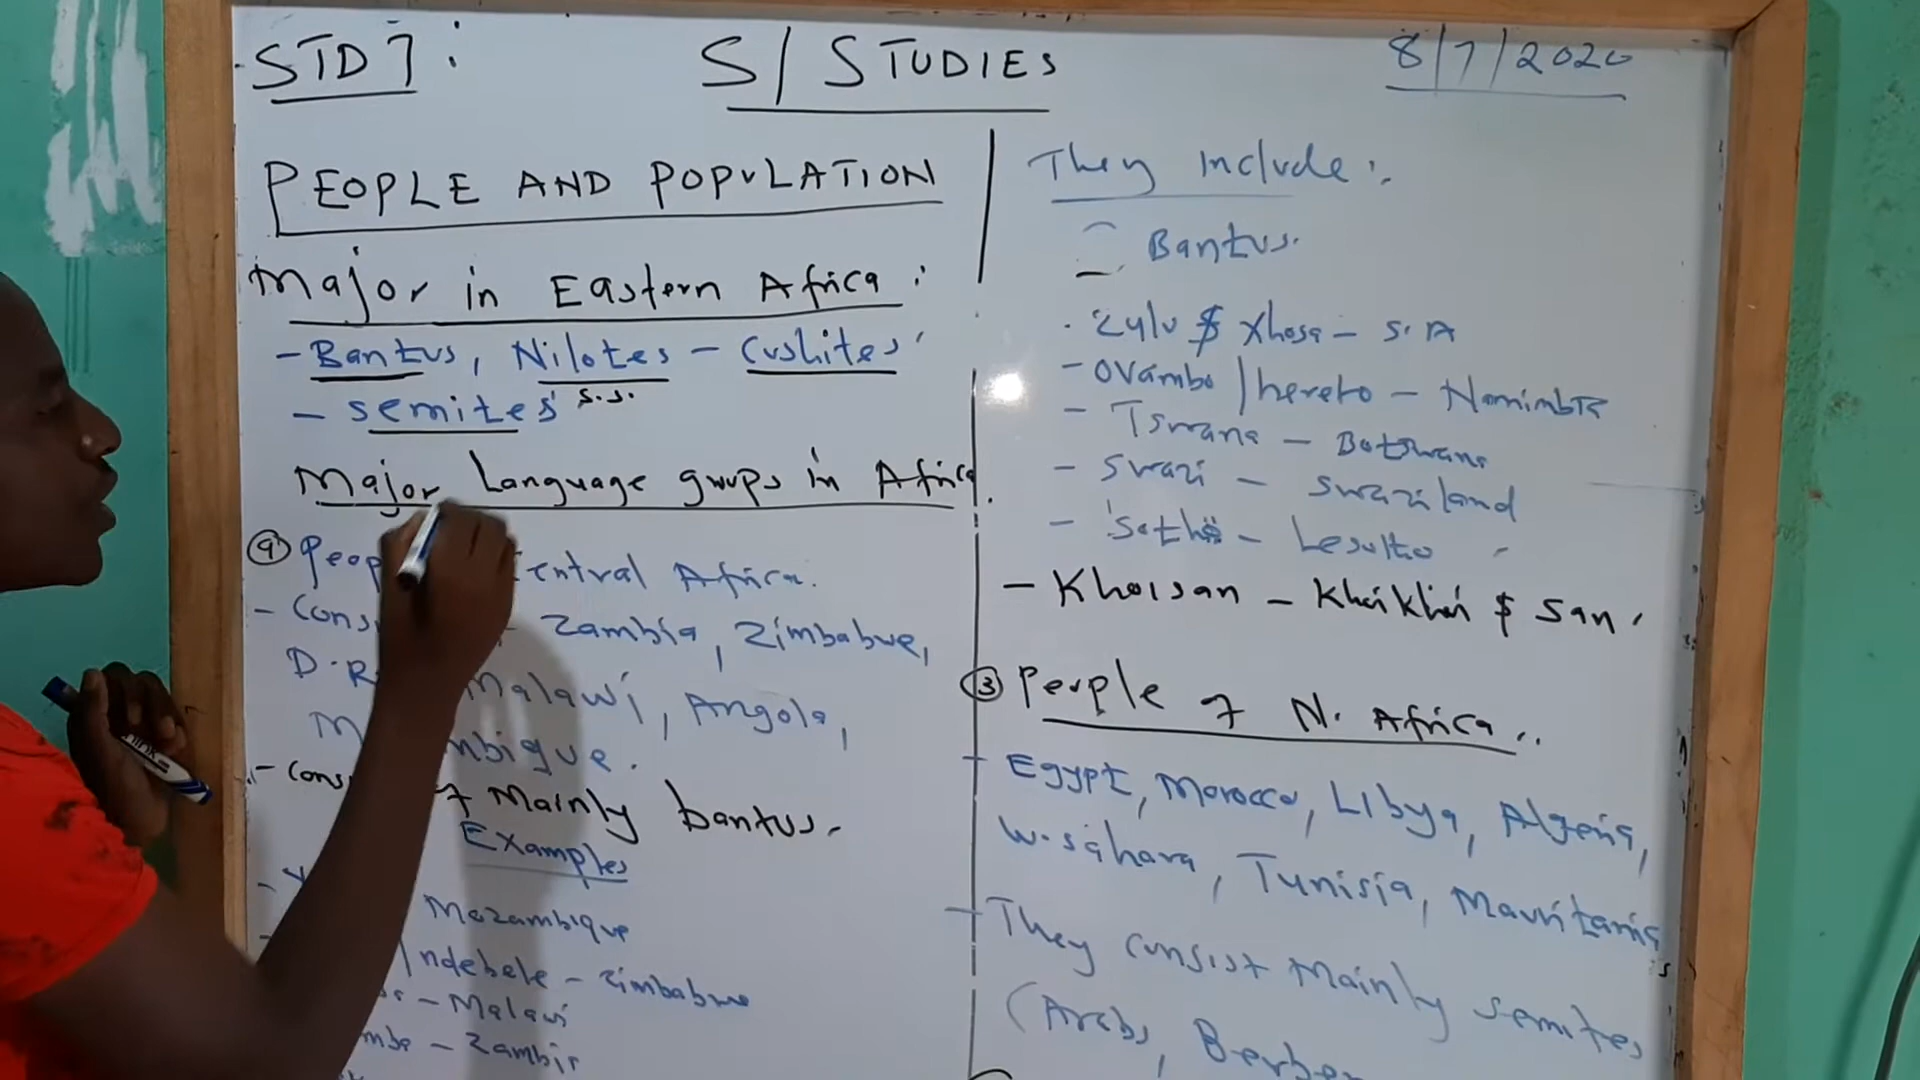 STD 7:
S/STUDIES
8/7/2020
PEOPLE AND POPULATION
Major in Eastern Africa:
- Bantus, Nilotes - Cushites
- semites s.s.
Major Language groups in Africa.
Central Africa.
Zambia, Zimbabwe,
Malawi, Angola,
- Mainly bantus.
Examples
Mozambique
Ndebele - Zimbabwe
- Malawi
- Zambia
They include:
Bantus.
Zulu $ Xhosa - S.A
- Ovambo / herero -
- Tswana - Botswana
- Swazi - Swaziland
-
- Khoisan - Khoikhoi $ San
③ People of N. Africa..
- Egypt, Morocco, Libya, Algeria,
W. Sahara, Tunisia, Mauritania
- They consist Mainly Semites
(Arabs,